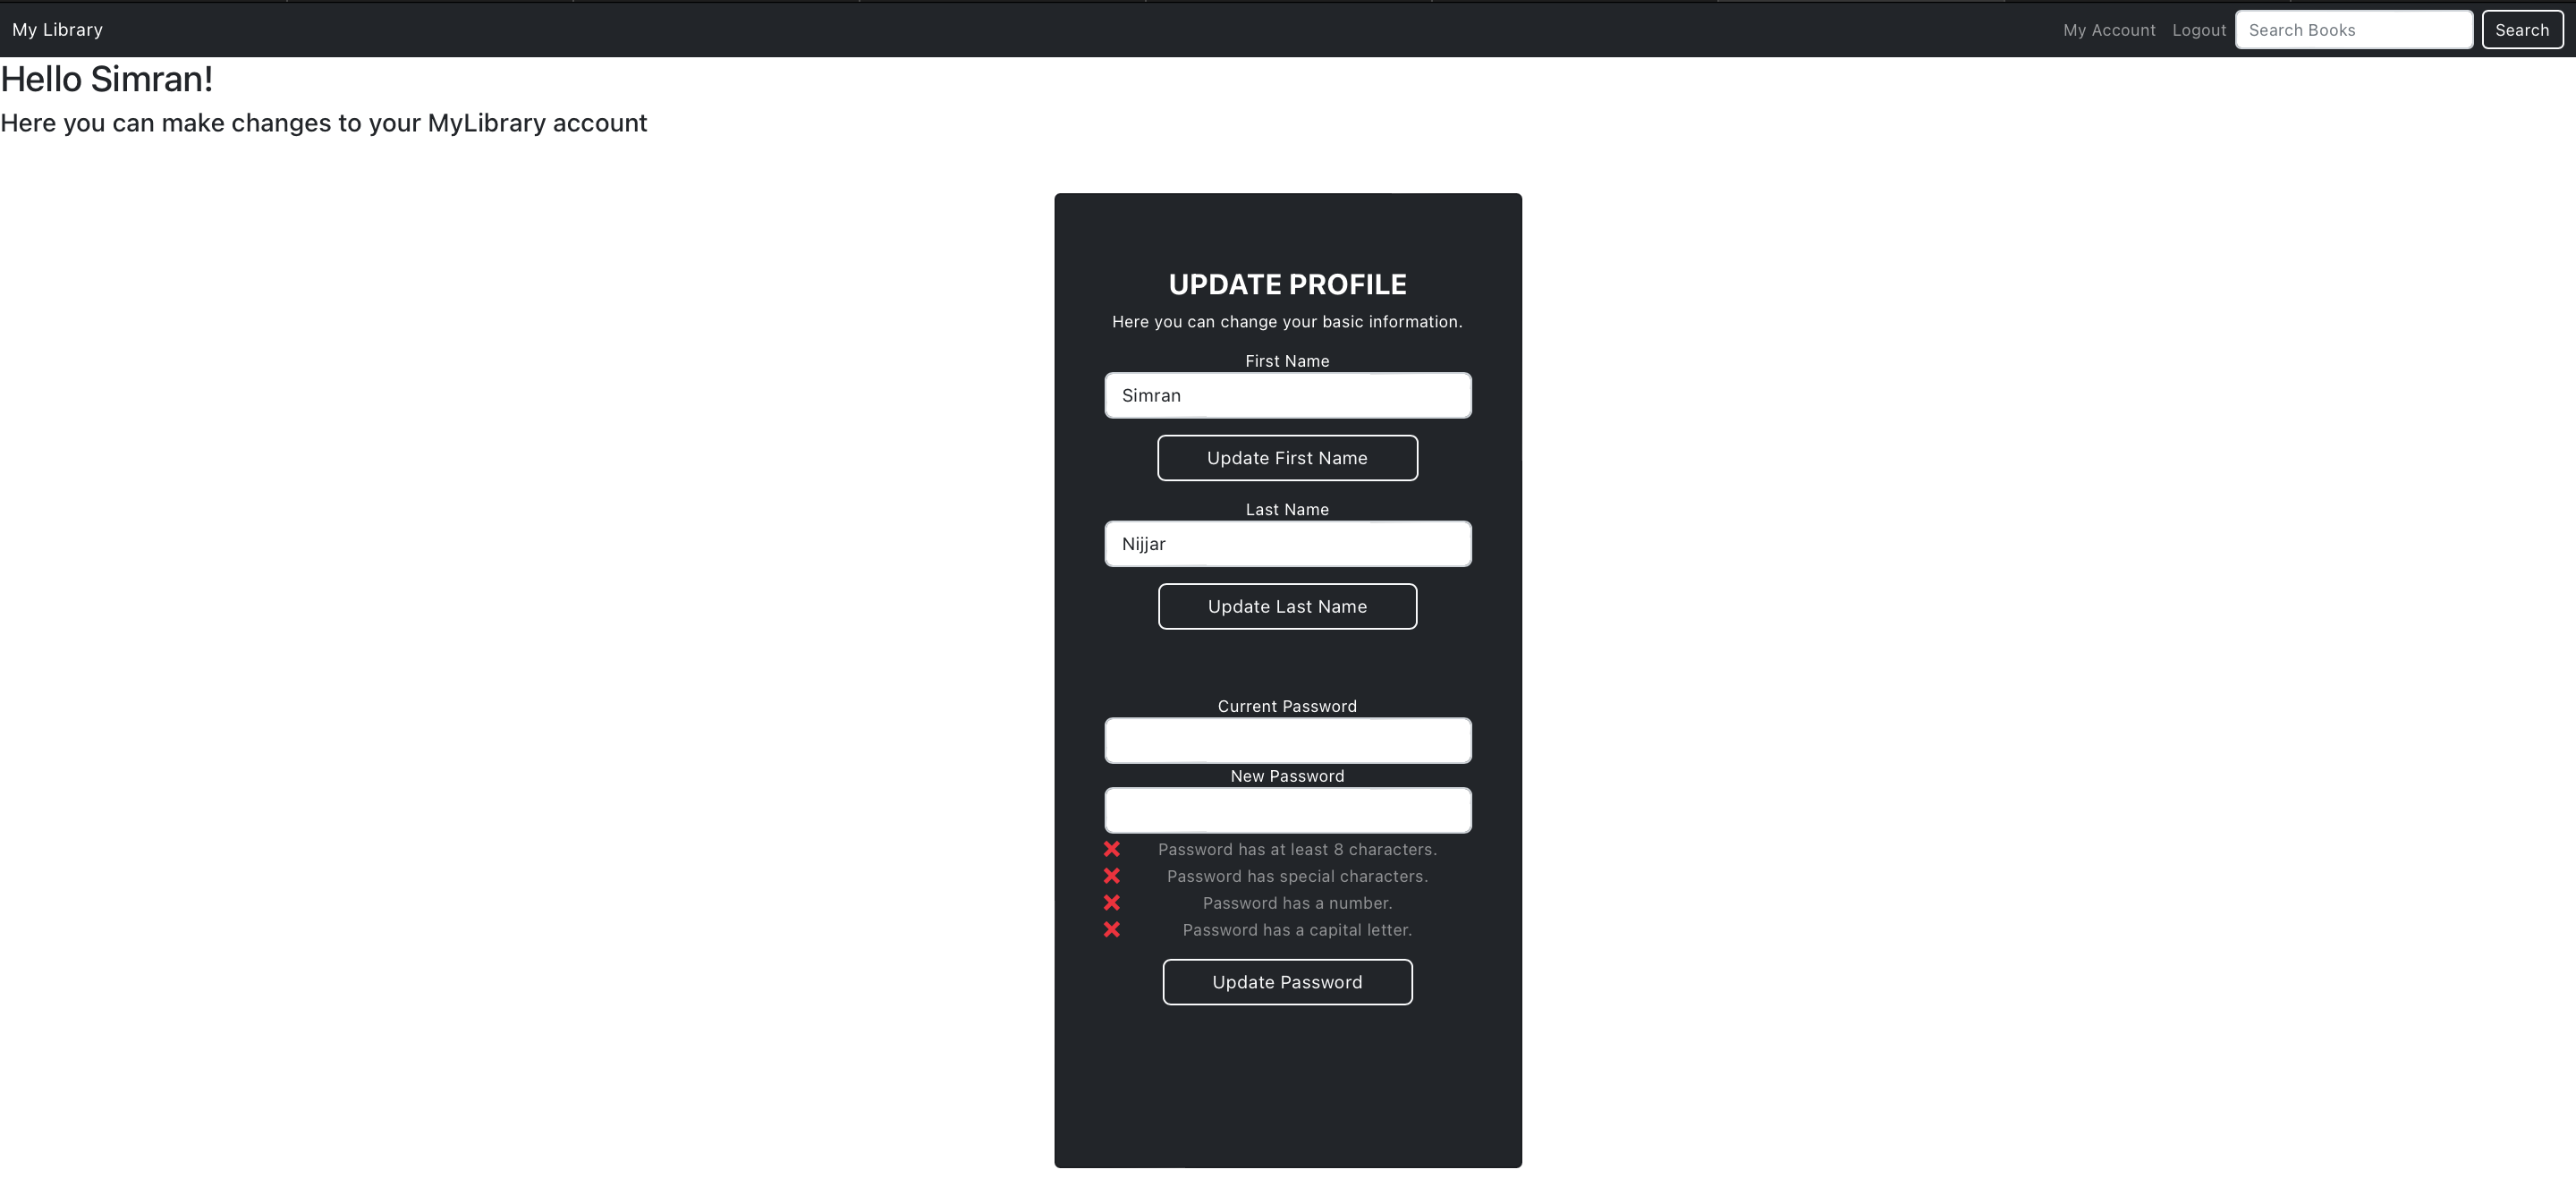 My Library My Account Logout Search Books Search
Hello Simran!
Here you can make changes to your MyLibrary account
UPDATE PROFILE
Here you can change your basic information.
First Name
Simran
Update First Name
Last Name
Nijjar
Update Last Name
Current Password
New Password
Password has at least 8 characters.
Password has special characters.
Password has a number.
Password has a capital letter.
Update Password